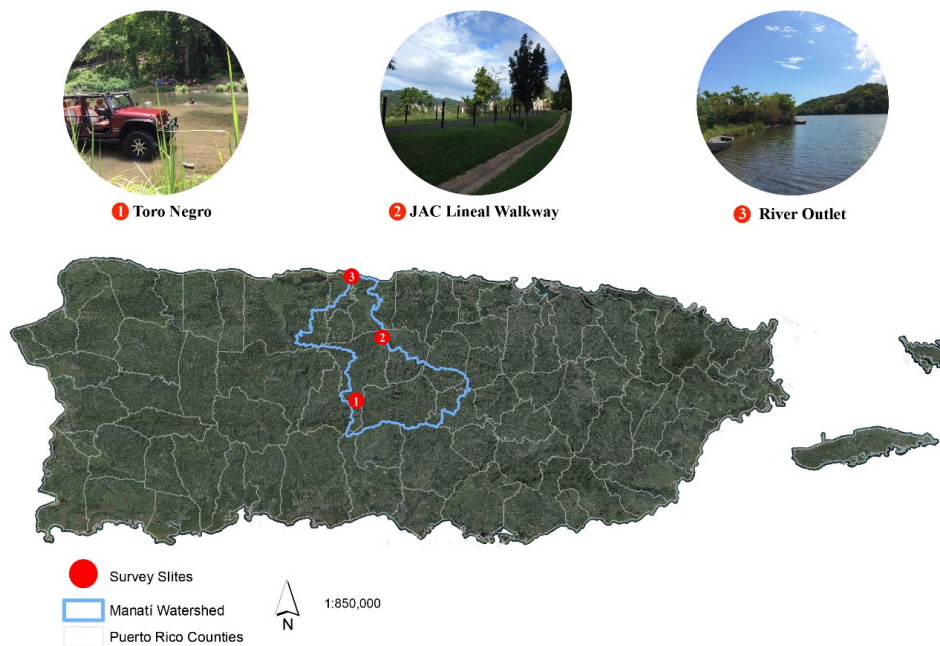 1 Toro Negro
2 JAC Lineal Walkway
3 River Outlet
3
2
1
Survey Slites
Manatí Watershed
Puerto Rico Counties
N
1:850,000